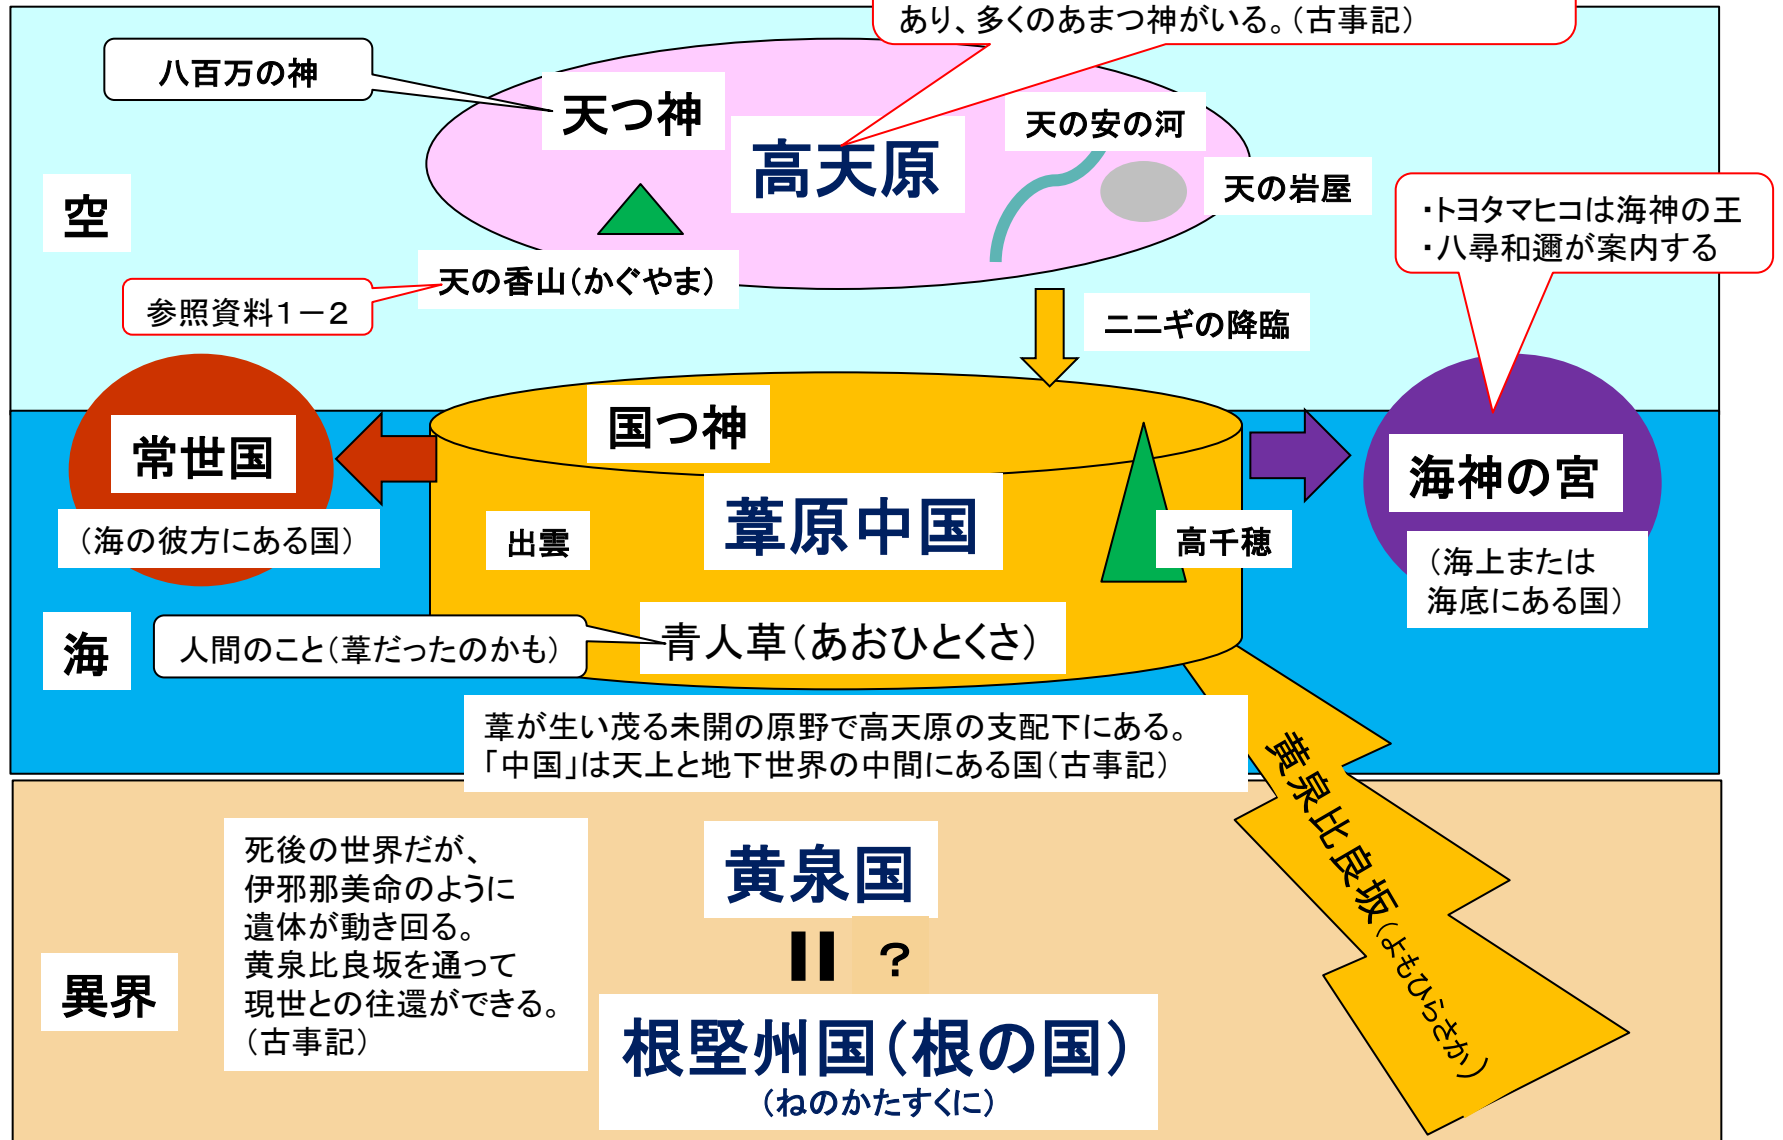 あり、多くのあまつ神がいる。(古事記)
八百万の神
天つ神
高天原
天の安の河
天の岩屋
空
・トヨタマヒコは海神の王
・八尋和邇が案内する
天の香山(かぐやま)
参照資料1-2
ニニギの降臨
国つ神
常世国
(海の彼方にある国)
葦原中国
出雲
高千穂
海神の宮
(海上または
海底にある国)
海
人間のこと(葦だったのかも)
青人草(あおひとくさ)
葦が生い茂る未開の原野で高天原の支配下にある。
「中国」は天上と地下世界の中間にある国(古事記)
黄泉比良坂(よもひらさか)
死後の世界だが、
伊邪那美命のように
遺体が動き回る。
黄泉比良坂を通って
現世との往還ができる。
(古事記)
黄泉国
?
異界
根堅州国(根の国)
(ねのかたすくに)